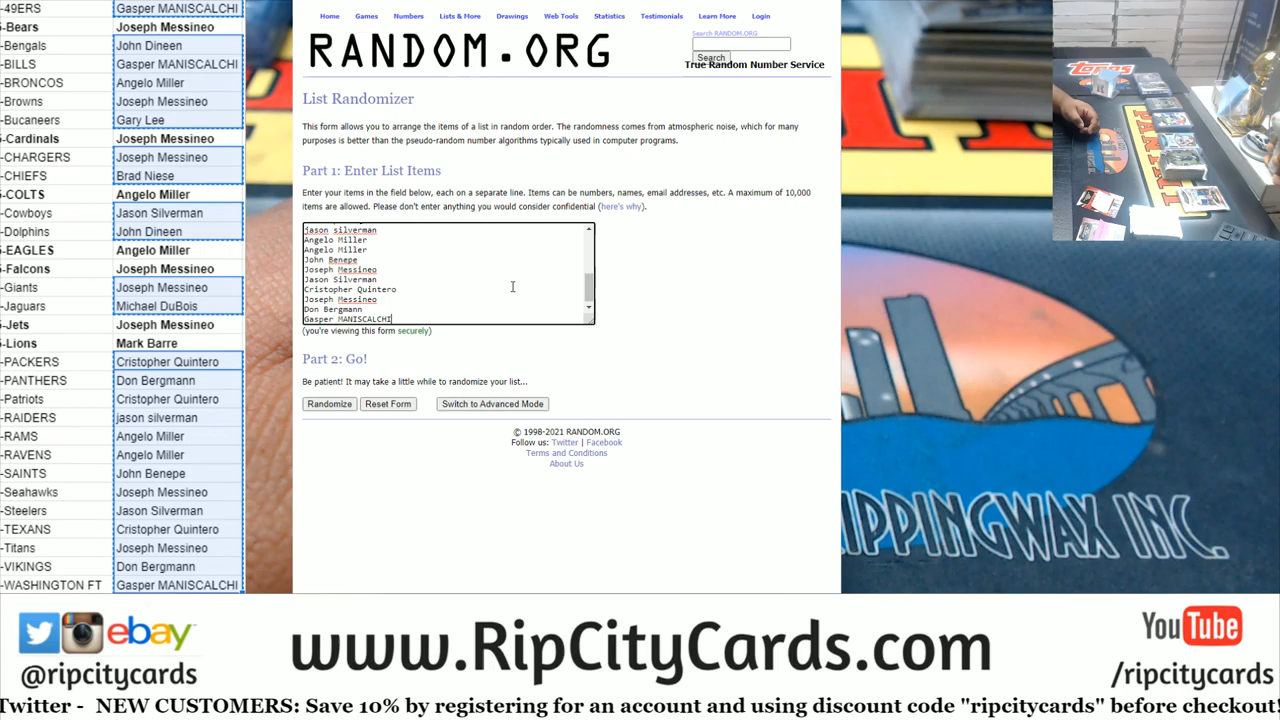 -49ERS Gasper MANISCALCHI
-Bears Joseph Messineo
-Bengals John Dineen
-BILLS Gasper MANISCALCHI
-BRONCOS Angelo Miller
-Browns Joseph Messineo
-Bucaneers Gary Lee
-Cardinals Joseph Messineo
-CHARGERS Joseph Messineo
-CHIEFS Brad Niese
-COLTS Angelo Miller
-Cowboys Jason Silverman
-Dolphins John Dineen
-EAGLES Angelo Miller
-Falcons Joseph Messineo
-Giants Joseph Messineo
-Jaguars Michael DuBois
-Jets Joseph Messineo
-Lions Mark Barre
-PACKERS Cristopher Quintero
-PANTHERS Don Bergmann
-Patriots Cristopher Quintero
-RAIDERS jason silverman
-RAMS Angelo Miller
-RAVENS Angelo Miller
-SAINTS John Benepe
-Seahawks Joseph Messineo
-Steelers Jason Silverman
-TEXANS Cristopher Quintero
-Titans Joseph Messineo
-VIKINGS Don Bergmann
-WASHINGTON FT Gasper MANISCALCHI
Home Games Numbers Lists & More Drawings Web Tools Statistics Testimonials Learn More Login
RANDOM.ORG
Search RANDOM.ORG
Search
True Random Number Service
List Randomizer
This form allows you to arrange the items of a list in random order. The randomness comes from atmospheric noise, which for many
purposes is better than the pseudo-random number algorithms typically used in computer programs.
Part 1: Enter List Items
Enter your items in the field below, each on a separate line. Items can be numbers, names, email addresses, etc. A maximum of 10,000
items are allowed. Please don't enter anything you would consider confidential (here's why).
jason silverman
Angelo Miller
Angelo Miller
John Benepe
Joseph Messineo
Jason Silverman
Cristopher Quintero
Joseph Messineo
Don Bergmann
Gasper MANISCALCHI
(you're viewing this form securely)
Part 2: Go!
Be patient! It may take a little while to randomize your list...
Randomize Reset Form Switch to Advanced Mode
© 1998-2021 RANDOM.ORG
Follow us: Twitter | Facebook
Terms and Conditions
About Us
Topps
PANINI
RIPPINGWAX INC.
ebay
@ripcitycards
www.RipCityCards.com
YouTube
/ripcitycards
Twitter - NEW CUSTOMERS: Save 10% by registering for an account and using discount code "ripcitycards" before checkout!